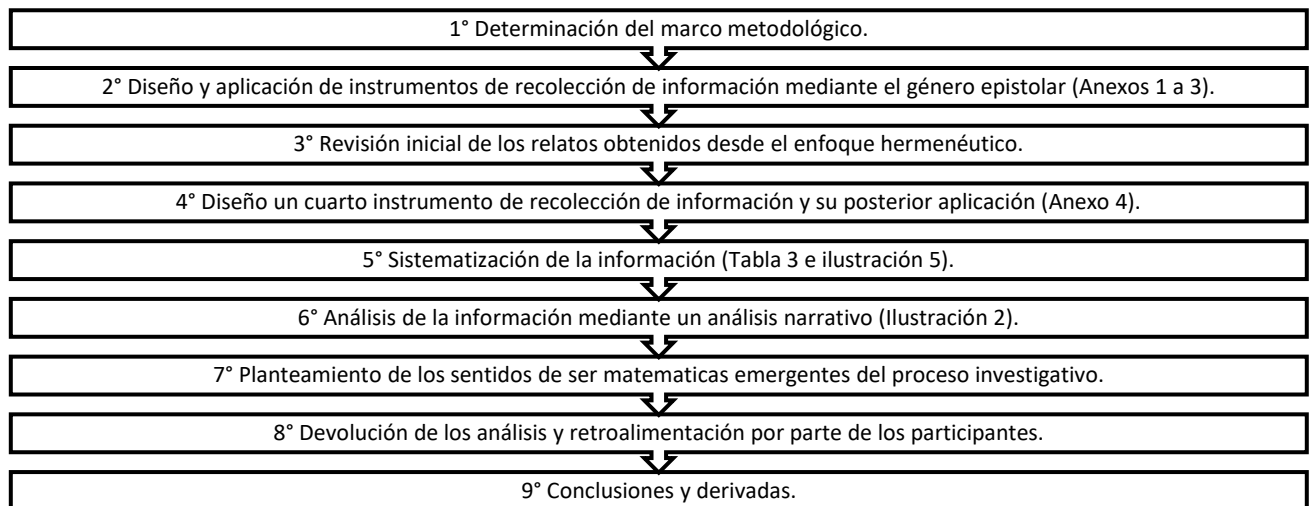 1° Determinación del marco metodológico.
2° Diseño y aplicación de instrumentos de recolección de información mediante el género epistolar (Anexos 1 a 3).
3° Revisión inicial de los relatos obtenidos desde el enfoque hermenéutico.
4° Diseño un cuarto instrumento de recolección de información y su posterior aplicación (Anexo 4).
5° Sistematización de la información (Tabla 3 e ilustración 5).
6° Análisis de la información mediante un análisis narrativo (Ilustración 2).
7° Planteamiento de los sentidos de ser matematicas emergentes del proceso investigativo.
8° Devolución de los análisis y retroalimentación por parte de los participantes.
9° Conclusiones y derivadas.